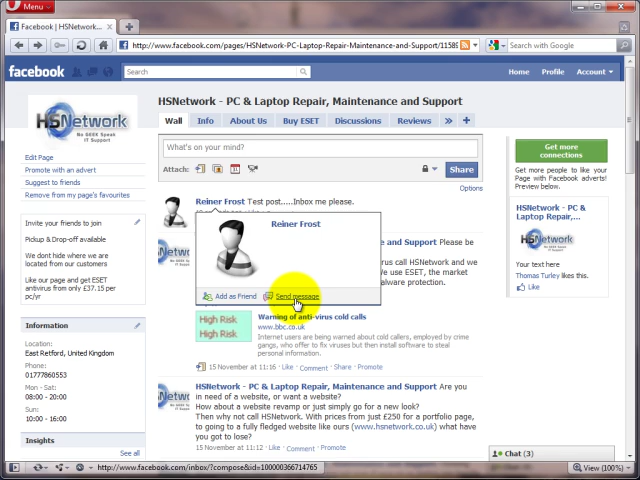 Menu
Facebook | HSNetwork...
http://www.facebook.com/pages/HSNetwork-PC-Laptop-Repair-Maintenance-and-Support/1158
Search with Google
facebook
Search
Home Profile Account
HSNetwork
No GEEK Speak
IT Support
Edit Page
Promote with an advert
Suggest to friends
Remove from my page's favourites
Invite your friends to join
Pickup & Drop-off available
We dont hide where we are
located from our customers
Like our page and get ESET
antivirus from only £37.15 per
pc/yr
Information
Location:
East Retford, United Kingdom
Phone:
01777860553
Mon - Sat:
08:00 - 20:00
Sun:
10:00 - 16:00
Insights
See all
HSNetwork - PC & Laptop Repair, Maintenance and Support
Wall Info About Us Buy ESET Discussions Reviews » +
What's on your mind?
Attach:
31
Share
Options
Reiner Frost Test post.....Inbox me please.
Reiner Frost
Add as Friend Send message
e and Support Please be
call HSNetwork and we
We use ESET, the market
alware protection.
High Risk
High Risk
Warning of anti-virus cold calls
www.bbc.co.uk
Internet users are being warned about cold callers, employed by crime
gangs, who offer to fix viruses but then install software to steal
personal information.
15 November at 11:16 · Like · Comment · Share · Promote
HSNetwork - PC & Laptop Repair, Maintenance and Support Are you
in need of a website, or want a website?
How about a website revamp or just simply go for a new look?
Then why not call HSNetwork. With prices from just £250 for a portfolio page,
to going to a fully fledged website like ours (www.hsnetwork.co.uk) what have
you got to lose?
15 November at 11:12 · Like · Comment · Promote
Get more
connections
Get more people to like your
Page with Facebook adverts!
Preview below.
HSNetwork - PC &
Laptop Repair,...
HSNetwork
Your text here
Thomas Turley likes this.
Like
Chat (3)
http://www.facebook.com/inbox/?compose&id=100000366714765
View (100%)